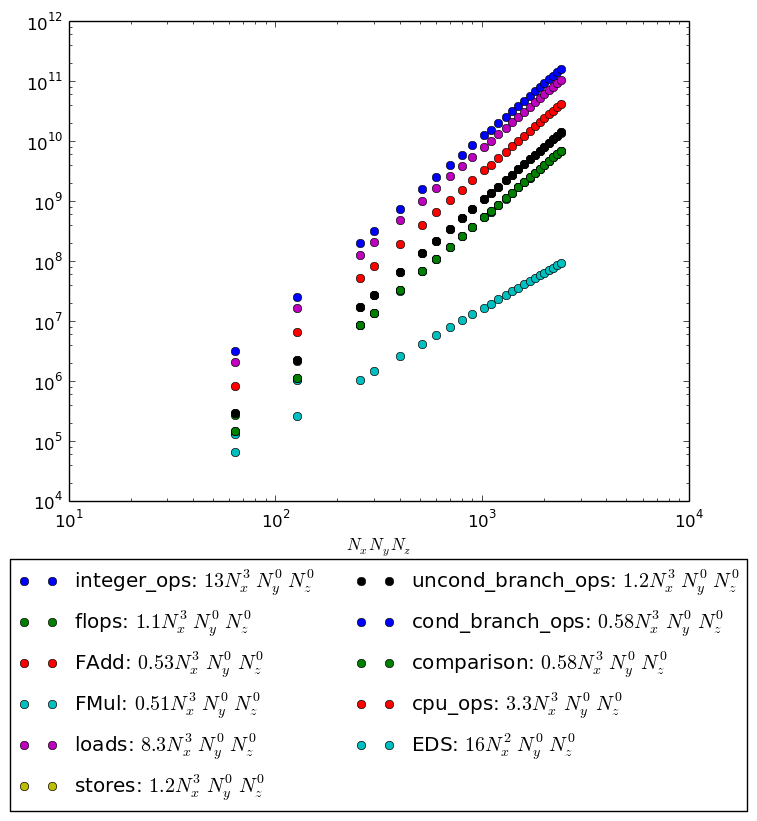 10^12
10^11
10^10
10^9
10^8
10^7
10^6
10^5
10^4
10^1 10^2 10^3 10^4
N_x N_y N_z
integer_ops: 13N_x^3 N_y^0 N_z^0
flops: 1.1N_x^3 N_y^0 N_z^0
FAdd: 0.53N_x^3 N_y^0 N_z^0
FMul: 0.51N_x^3 N_y^0 N_z^0
loads: 8.3N_x^3 N_y^0 N_z^0
stores: 1.2N_x^3 N_y^0 N_z^0
uncond_branch_ops: 1.2N_x^3 N_y^0 N_z^0
cond_branch_ops: 0.58N_x^3 N_y^0 N_z^0
comparison: 0.58N_x^3 N_y^0 N_z^0
cpu_ops: 3.3N_x^3 N_y^0 N_z^0
EDS: 16N_x^2 N_y^0 N_z^0